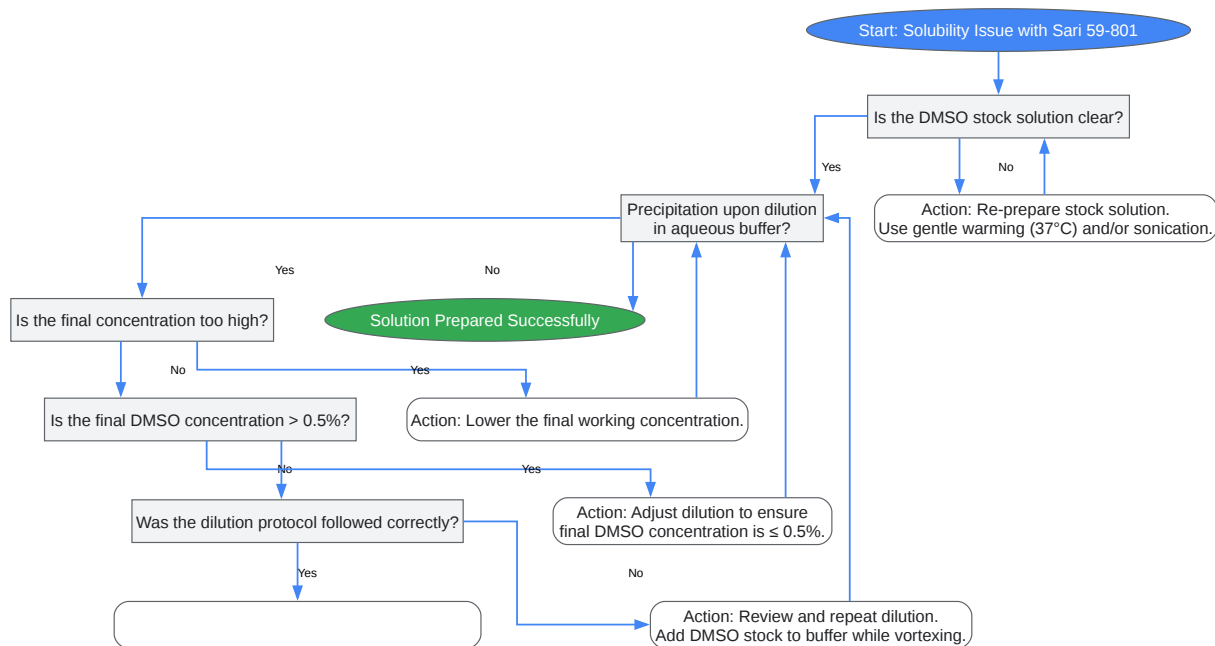 Start: Solubility Issue with Sari 59-801
Is the DMSO stock solution clear?
Yes
No
Action: Re-prepare stock solution.
Use gentle warming (37°C) and/or sonication.
Precipitation upon dilution
in aqueous buffer?
Yes
No
Is the final concentration too high?
Solution Prepared Successfully
No
Yes
Is the final DMSO concentration > 0.5%?
Action: Lower the final working concentration.
No
Yes
Was the dilution protocol followed correctly?
Action: Adjust dilution to ensure
final DMSO concentration is ≤ 0.5%.
Yes
No
Action: Review and repeat dilution.
Add DMSO stock to buffer while vortexing.